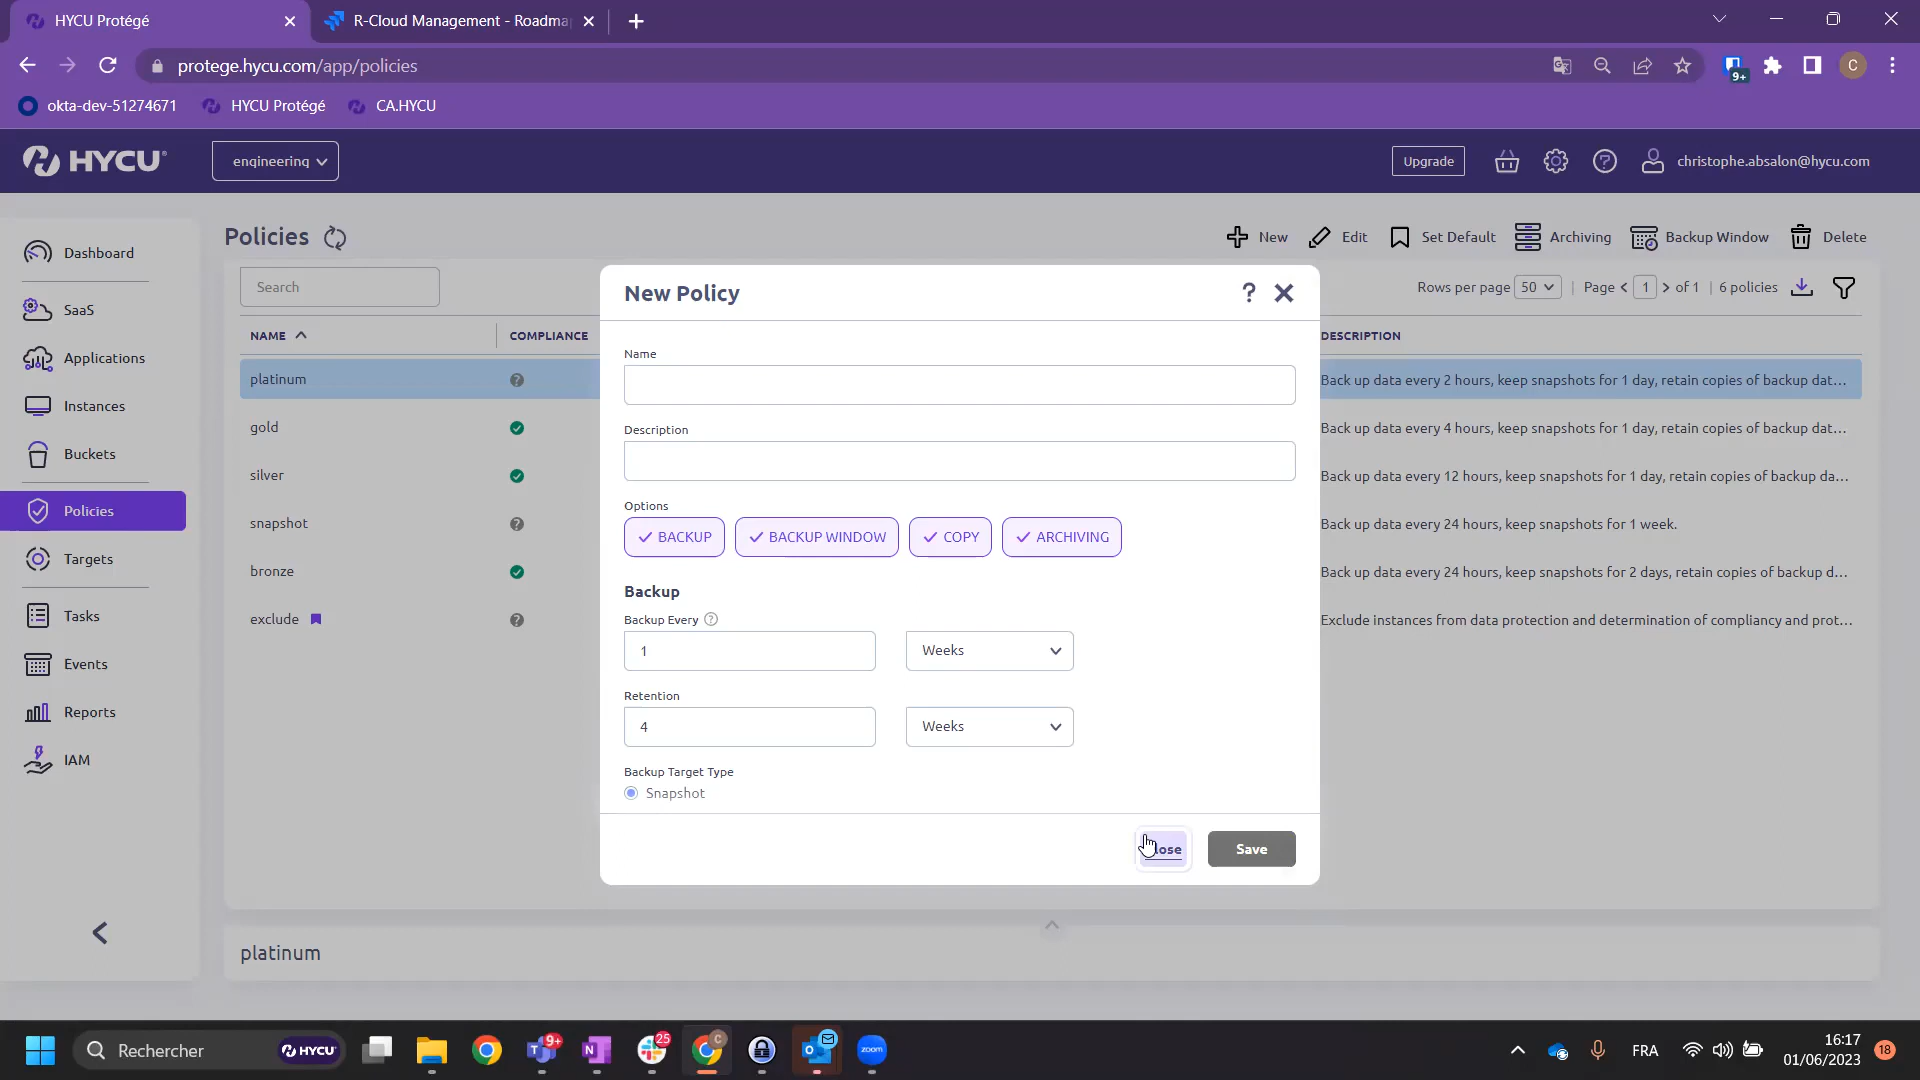 HYCU Protégé
R-Cloud Management - Roadma
protege.hycu.com/app/policies
9+
C
okta-dev-51274671
HYCU Protégé
CA.HYCU
HYCU
engineering
Upgrade
christophe.absalon@hycu.com
Dashboard
SaaS
Applications
Instances
Buckets
Policies
Targets
Tasks
Events
Reports
IAM
Policies
New
Edit
Set Default
Archiving
Backup Window
Delete
Search
Rows per page 50 | Page 1 of 1 | 6 policies
NAME
COMPLIANCE
DESCRIPTION
platinum
Back up data every 2 hours, keep snapshots for 1 day, retain copies of backup dat...
gold
Back up data every 4 hours, keep snapshots for 1 day, retain copies of backup dat...
silver
Back up data every 12 hours, keep snapshots for 1 day, retain copies of backup da...
snapshot
Back up data every 24 hours, keep snapshots for 1 week.
bronze
Back up data every 24 hours, keep snapshots for 2 days, retain copies of backup d...
exclude
Exclude instances from data protection and determination of compliancy and prot...
New Policy
?
Name
Description
Options
BACKUP
BACKUP WINDOW
COPY
ARCHIVING
Backup
Backup Every
1
Weeks
Retention
4
Weeks
Backup Target Type
Snapshot
lose
Save
platinum
Rechercher
HYCU
9+
25
C
zoom
FRA
16:17
01/06/2023
18